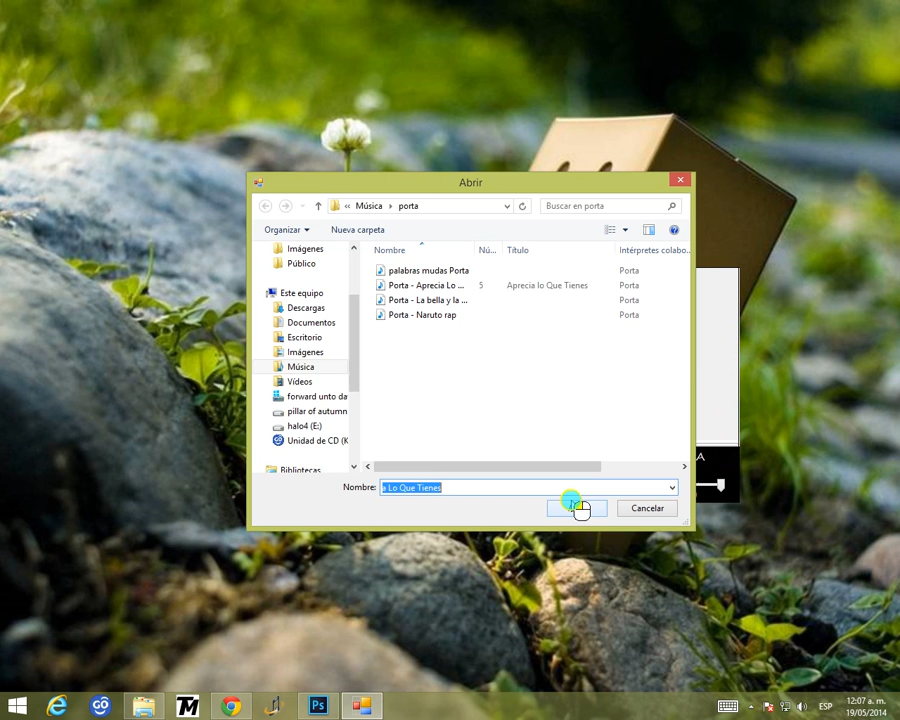 Abrir
« Música › porta
Buscar en porta
Organizar
Nueva carpeta
Nombre Nú... Título Intérpretes colabo...
Imágenes
Público
Este equipo
Descargas
Documentos
Escritorio
Imágenes
Música
Vídeos
forward unto da
pillar of autumn
halo4 (E:)
Unidad de CD (K
Bibliotecas
palabras mudas Porta Porta
Porta - Aprecia Lo ... 5 Aprecia lo Que Tienes Porta
Porta - La bella y la ... Porta
Porta - Naruto rap Porta
A
Nombre: a Lo Que Tienes
Cancelar
GO
TM
Ps
ESP
12:07 a. m.
19/05/2014